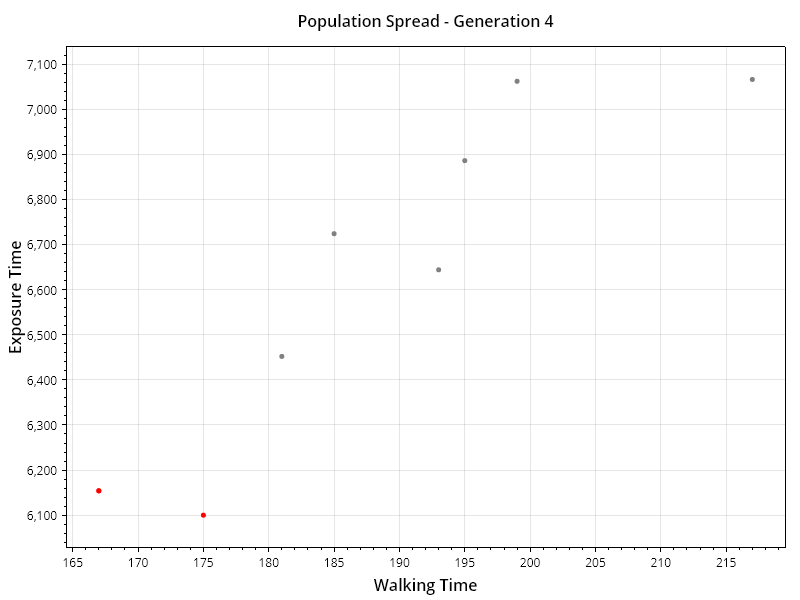 Population Spread - Generation 4
7,100
7,000
6,900
6,800
6,700
6,600
6,500
6,400
6,300
6,200
6,100
Exposure Time
165 170 175 180 185 190 195 200 205 210 215
Walking Time